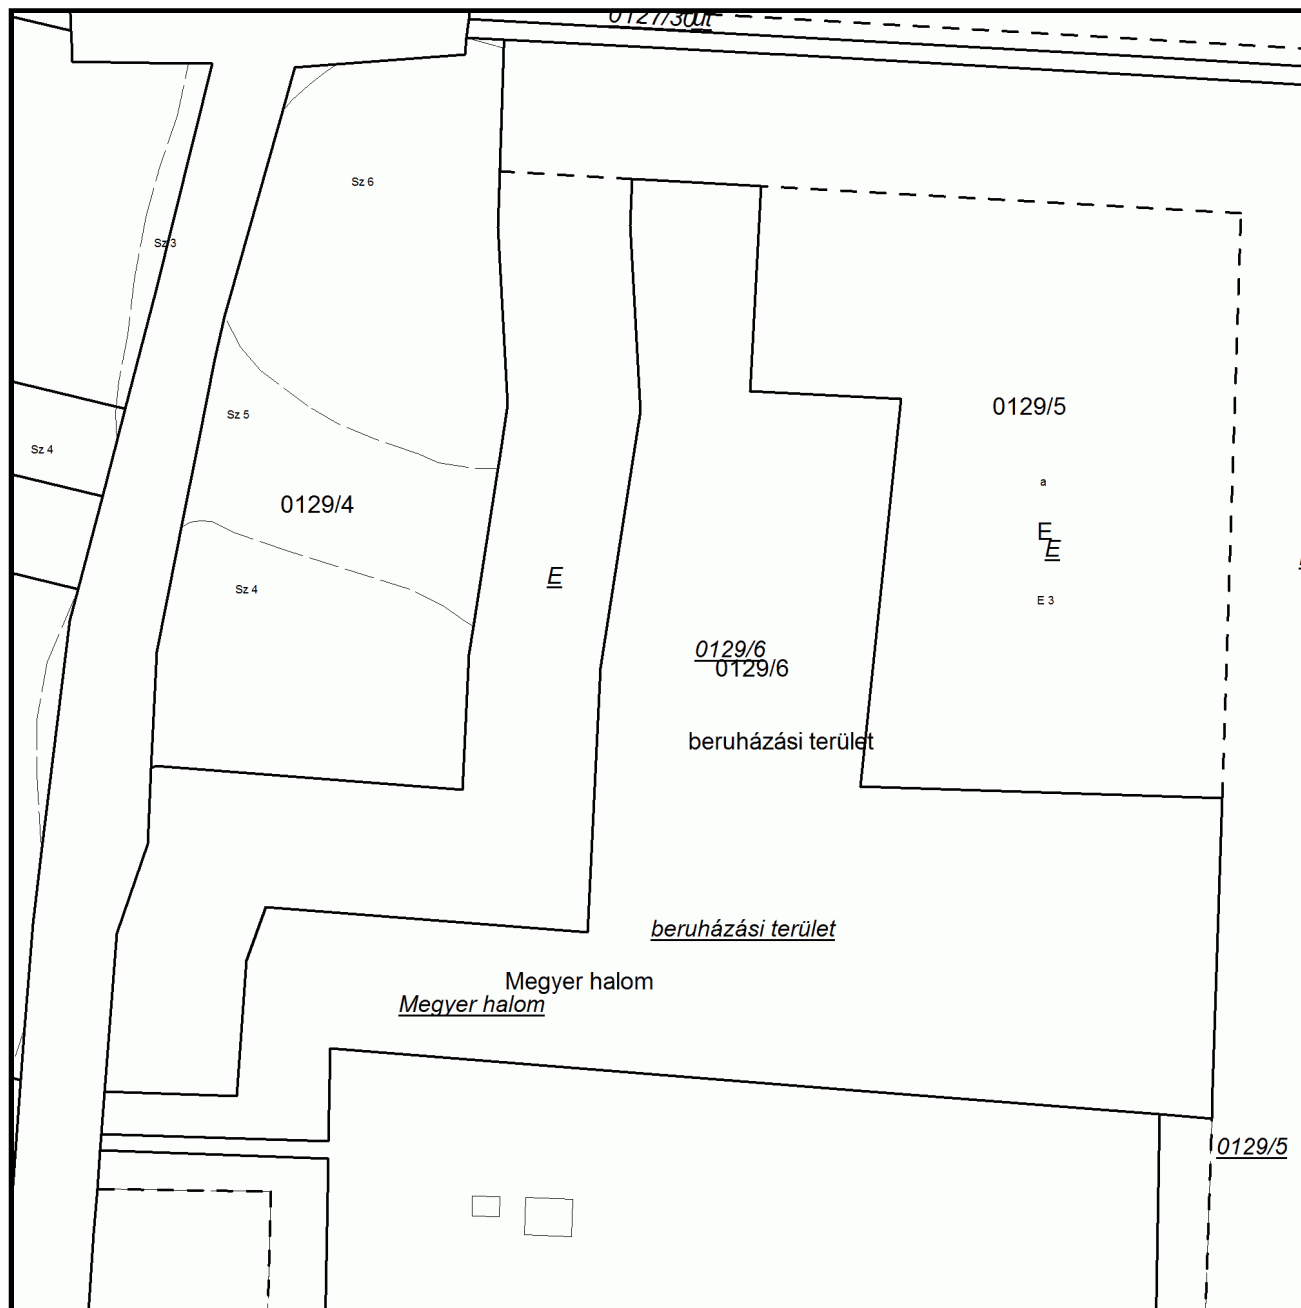 0127/30út
Sz 6
Sz 3
0129/5
Sz 5
Sz 4
a
0129/4
E
E
E
Sz 4
E 3
0129/6
0129/6
beruházási terület
beruházási terület
Megyer halom
Megyer halom
0129/5